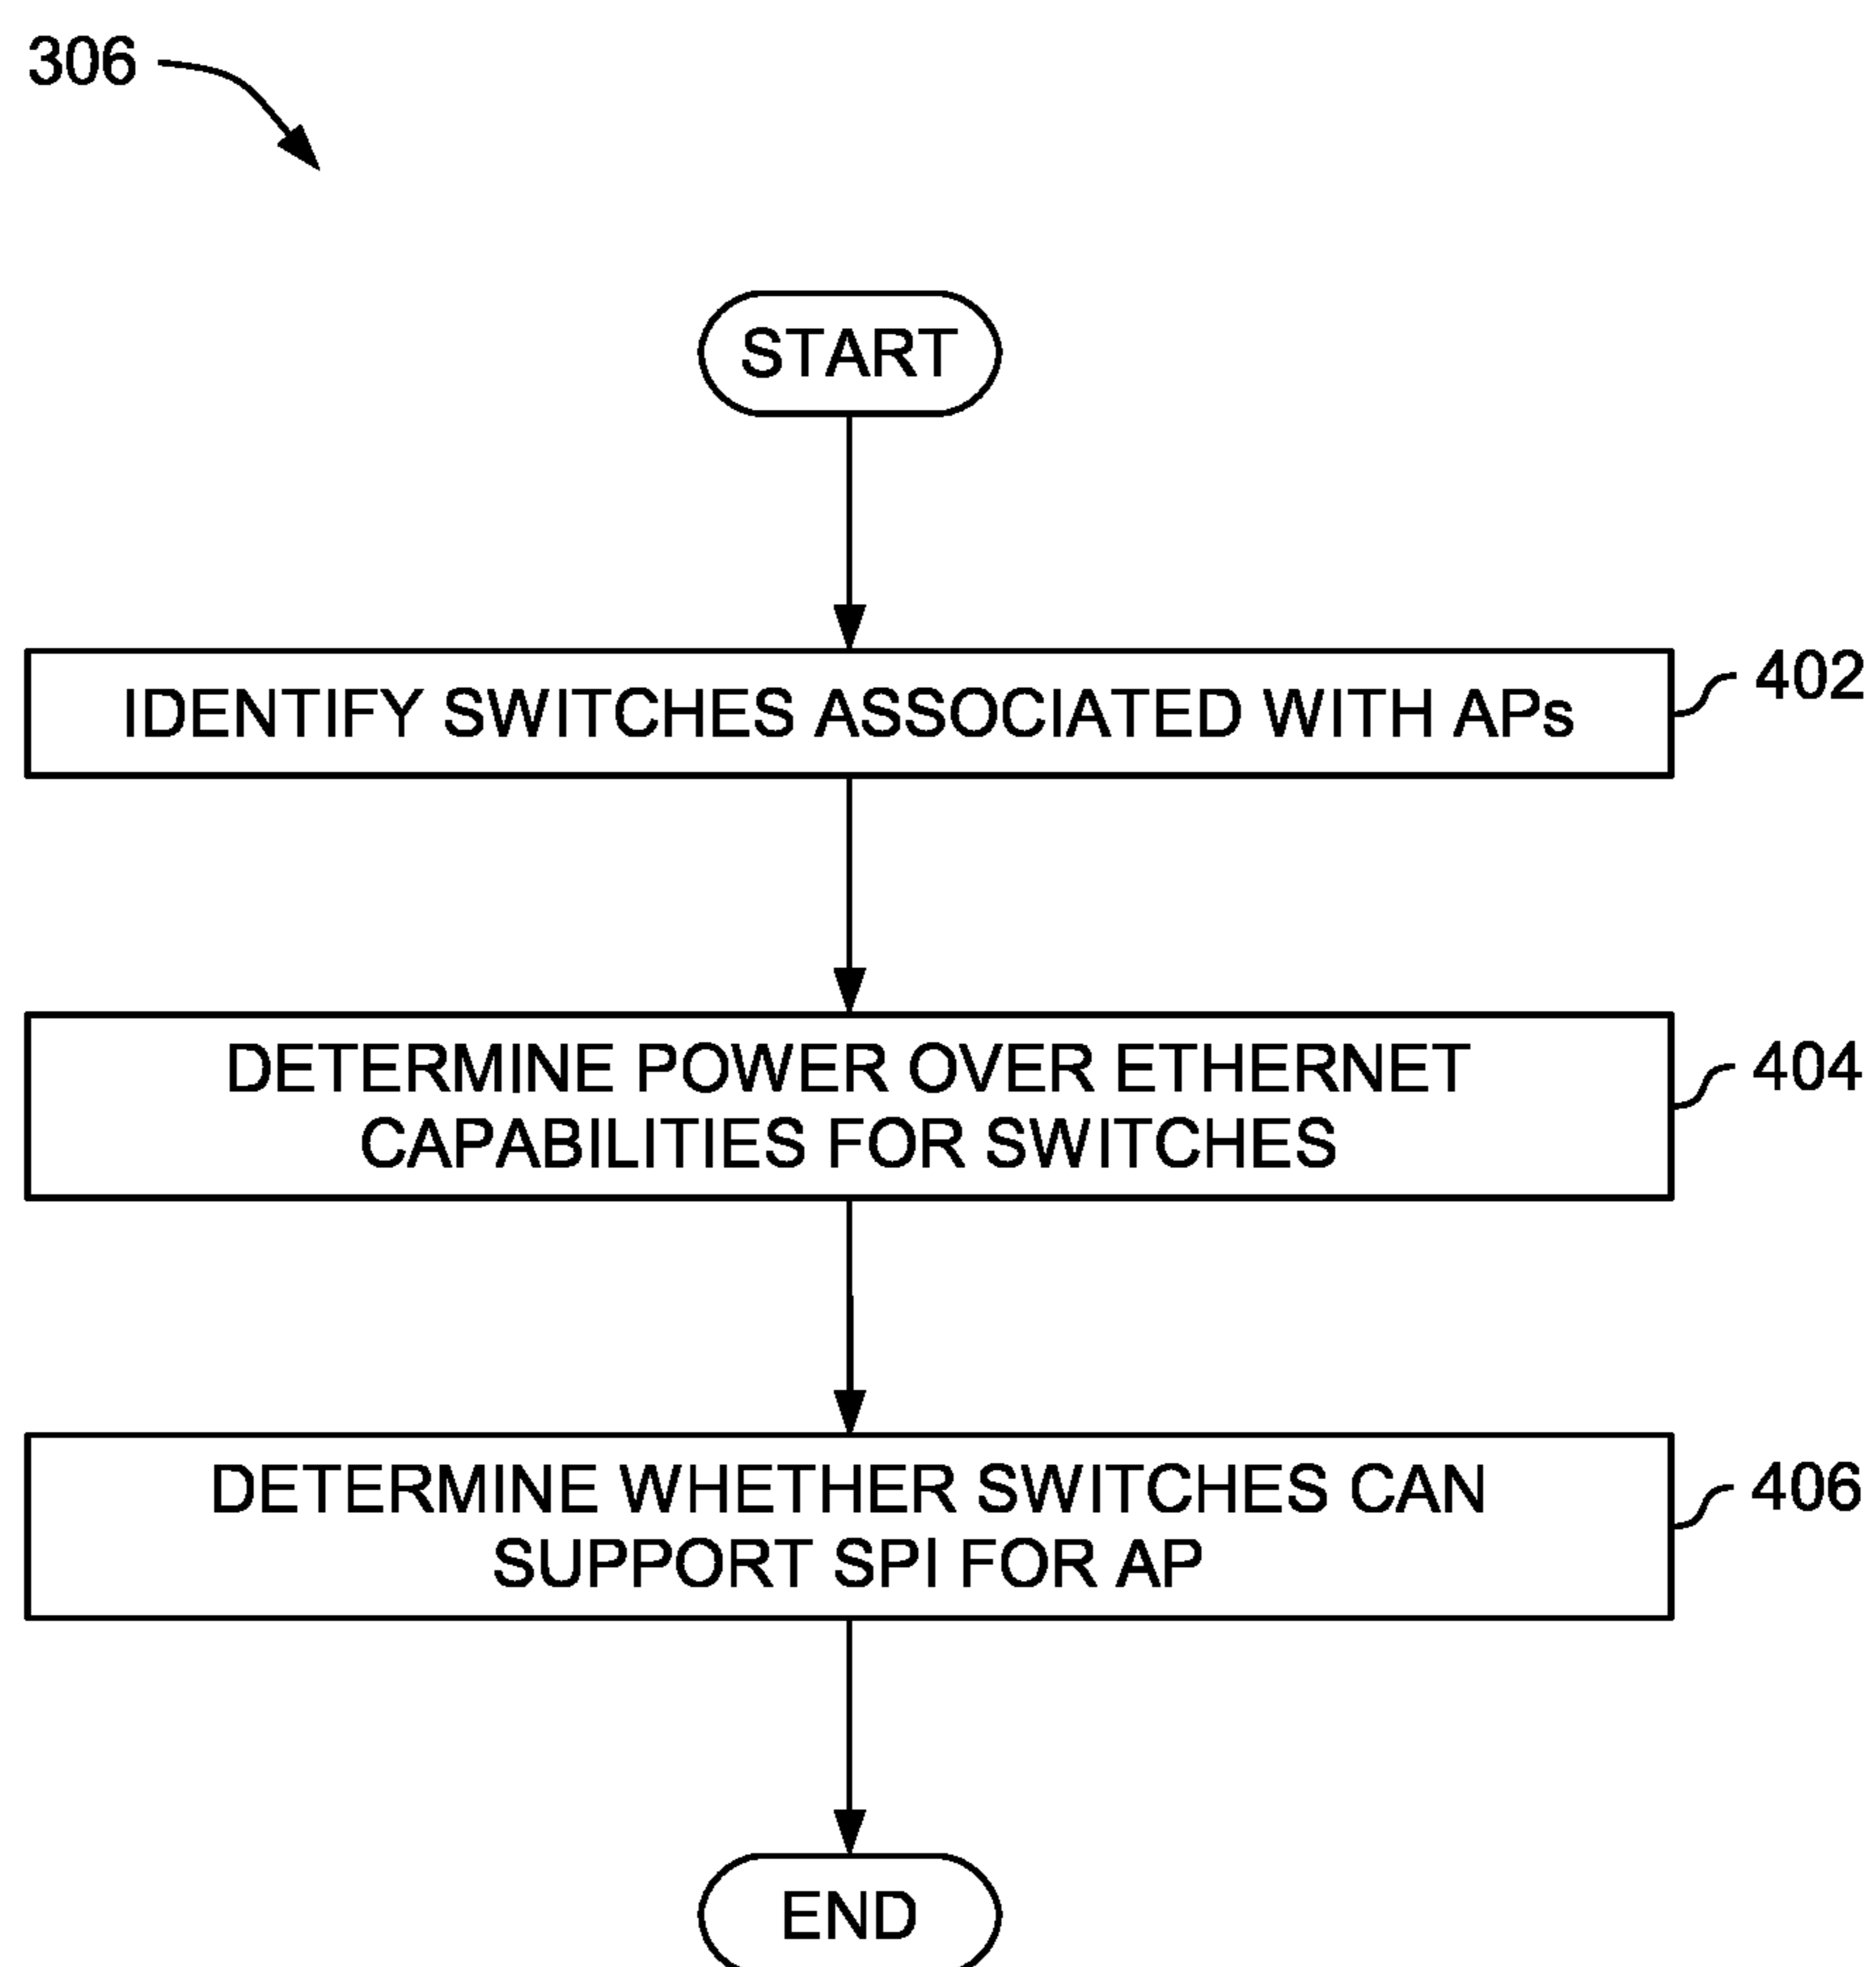 306
START
IDENTIFY SWITCHES ASSOCIATED WITH APs
402
DETERMINE POWER OVER ETHERNET
CAPABILITIES FOR SWITCHES
404
DETERMINE WHETHER SWITCHES CAN
SUPPORT SPI FOR AP
406
END